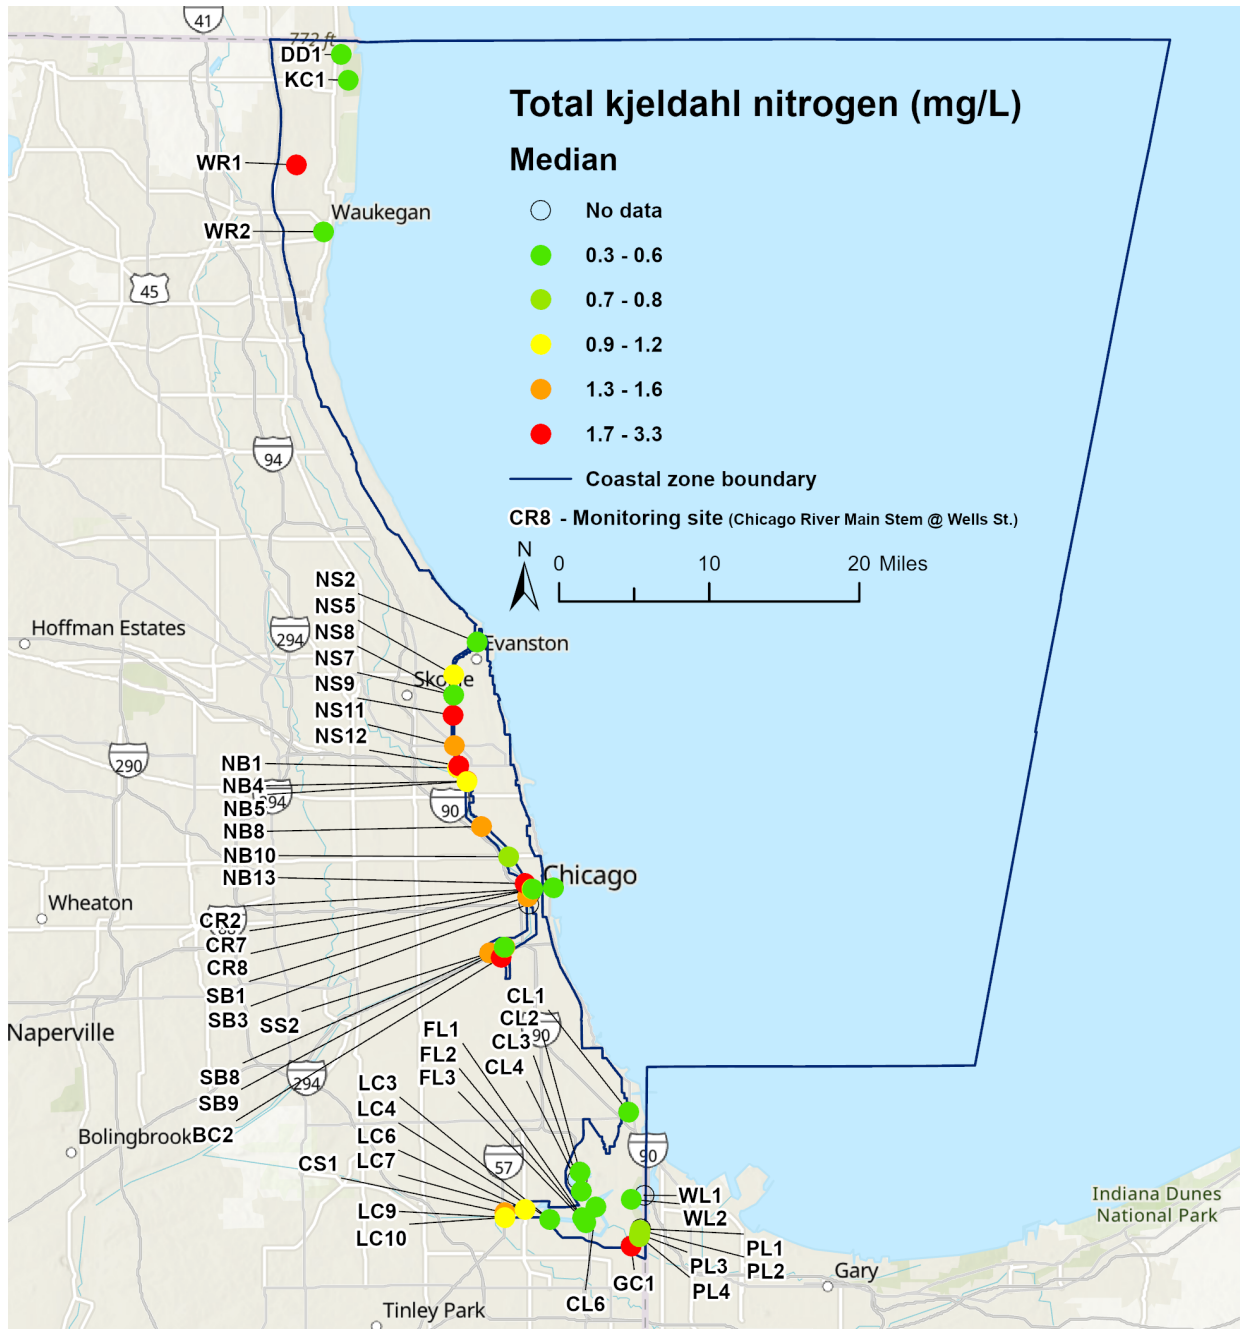 41
772 ft
DD1
KC1
Total kjeldahl nitrogen (mg/L)
Median
WR1
No data
Waukegan
WR2
0.3 - 0.6
45
0.7 - 0.8
0.9 - 1.2
1.3 - 1.6
1.7 - 3.3
94
Coastal zone boundary
CR8 - Monitoring site (Chicago River Main Stem @ Wells St.)
N
0 10 20 Miles
NS2
NS5
Hoffman Estates
294
NS8
Evanston
NS7
NS9
NS11
NS12
290
NB1
NB4
NB5
90
NB8
NB10
NB13
Chicago
Wheaton
CR2
CR7
CR8
SB1
SB3
SS2
CL1
CL2
CL3
90
CL4
FL1
FL2
FL3
Naperville
SB8
294
SB9
LC3
LC4
BC2
Bolingbrook
LC6
LC7
CS1
57
90
WL1
WL2
Indiana Dunes
National Park
LC9
LC10
PL1
PL2
PL3
PL4
GC1
CL6
Gary
Tinley Park